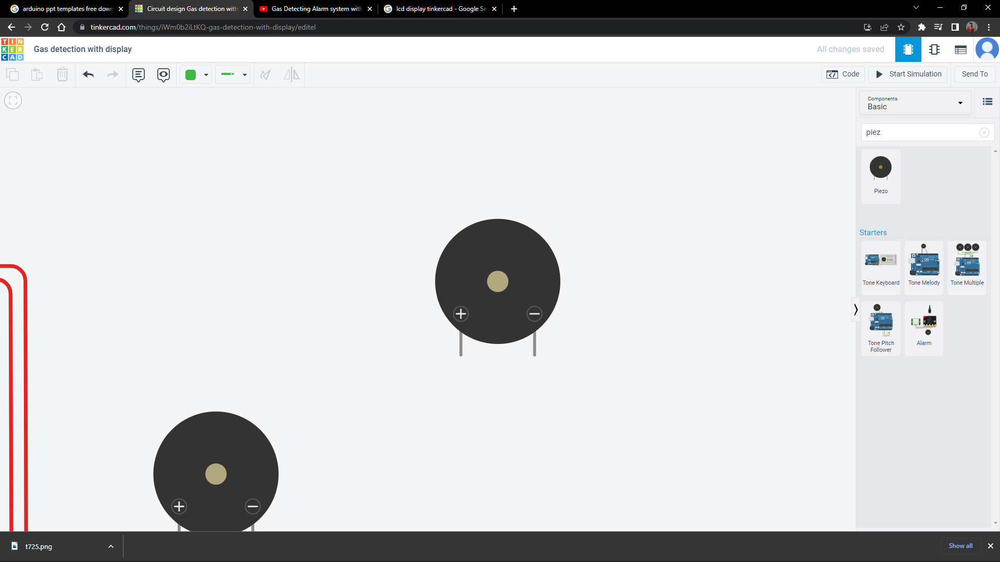 arduino ppt templates free down
Circuit design Gas detection with
Gas Detecting Alarm system with
lcd display tinkercad - Google Se
tinkercad.com/things/iWm0b2iLtKQ-gas-detection-with-display/editel
TIN
KER
CAD
Gas detection with display
All changes saved
Code
Start Simulation
Send To
Components
Basic
piez
Piezo
Starters
Tone Keyboard
Tone Melody
Tone Multiple
Tone Pitch
Follower
Alarm
t725.png
Show all